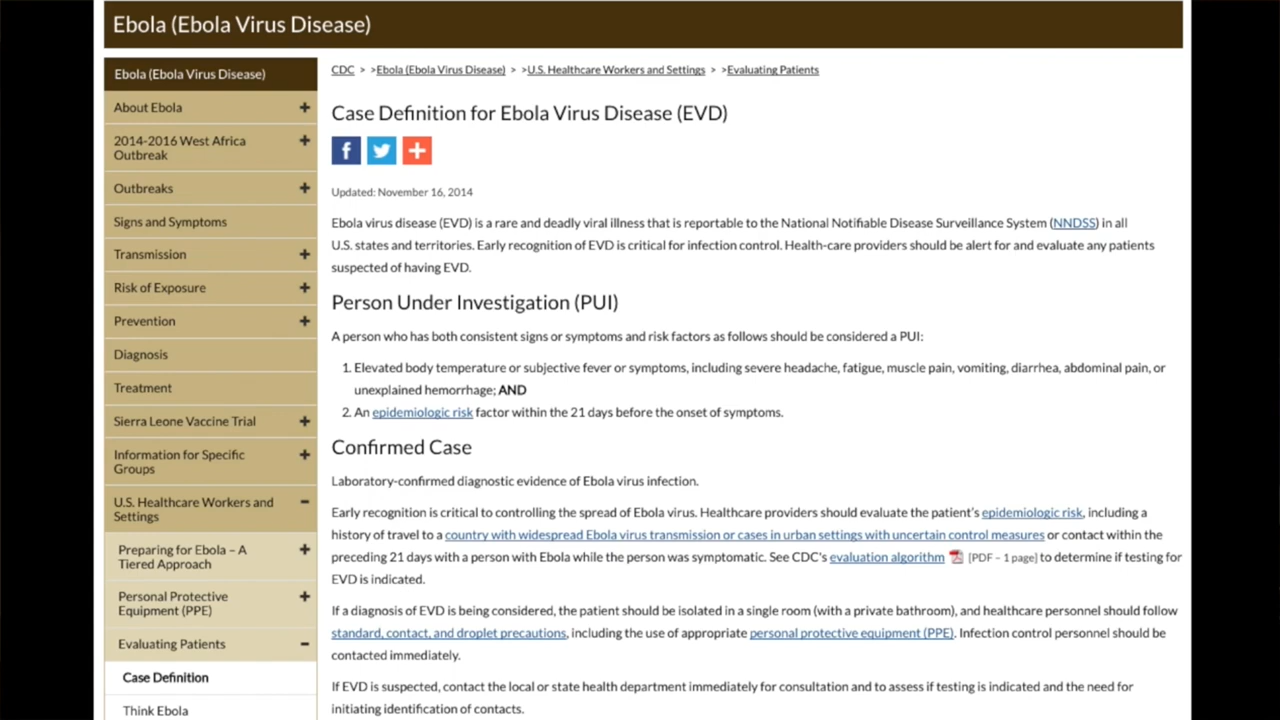 Ebola (Ebola Virus Disease)
Ebola (Ebola Virus Disease)
About Ebola +
2014-2016 West Africa +
Outbreak
Outbreaks +
Signs and Symptoms
Transmission +
Risk of Exposure +
Prevention +
Diagnosis
Treatment
Sierra Leone Vaccine Trial +
Information for Specific +
Groups
U.S. Healthcare Workers and −
Settings
Preparing for Ebola – A +
Tiered Approach
Personal Protective +
Equipment (PPE)
Evaluating Patients −
Case Definition
Think Ebola
CDC > >Ebola (Ebola Virus Disease) > >U.S. Healthcare Workers and Settings > >Evaluating Patients
Case Definition for Ebola Virus Disease (EVD)
f +
Updated: November 16, 2014
Ebola virus disease (EVD) is a rare and deadly viral illness that is reportable to the National Notifiable Disease Surveillance System (NNDSS) in all
U.S. states and territories. Early recognition of EVD is critical for infection control. Health-care providers should be alert for and evaluate any patients
suspected of having EVD.
Person Under Investigation (PUI)
A person who has both consistent signs or symptoms and risk factors as follows should be considered a PUI:
1. Elevated body temperature or subjective fever or symptoms, including severe headache, fatigue, muscle pain, vomiting, diarrhea, abdominal pain, or
unexplained hemorrhage; AND
2. An epidemiologic risk factor within the 21 days before the onset of symptoms.
Confirmed Case
Laboratory-confirmed diagnostic evidence of Ebola virus infection.
Early recognition is critical to controlling the spread of Ebola virus. Healthcare providers should evaluate the patient's epidemiologic risk, including a
history of travel to a country with widespread Ebola virus transmission or cases in urban settings with uncertain control measures or contact within the
preceding 21 days with a person with Ebola while the person was symptomatic. See CDC's evaluation algorithm [PDF – 1 page] to determine if testing for
EVD is indicated.
If a diagnosis of EVD is being considered, the patient should be isolated in a single room (with a private bathroom), and healthcare personnel should follow
standard, contact, and droplet precautions, including the use of appropriate personal protective equipment (PPE). Infection control personnel should be
contacted immediately.
If EVD is suspected, contact the local or state health department immediately for consultation and to assess if testing is indicated and the need for
initiating identification of contacts.